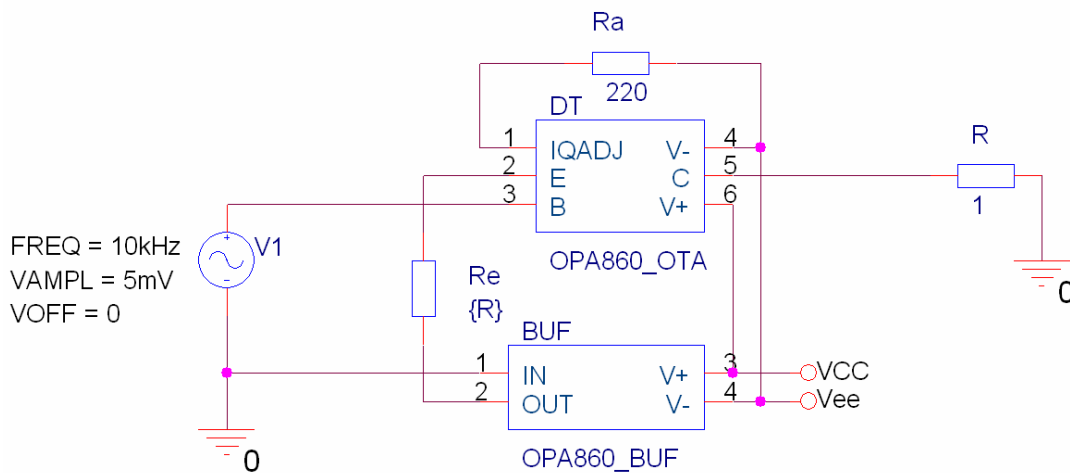 Ra
220
DT
1 IQADJ V- 4
2 E C 5
3 B V+ 6
OPA860_OTA
R
1
0
FREQ = 10kHz
VAMPL = 5mV
VOFF = 0
V1
Re
{R}
BUF
1 IN V+ 3
2 OUT V- 4
OPA860_BUF
VCC
Vee
0